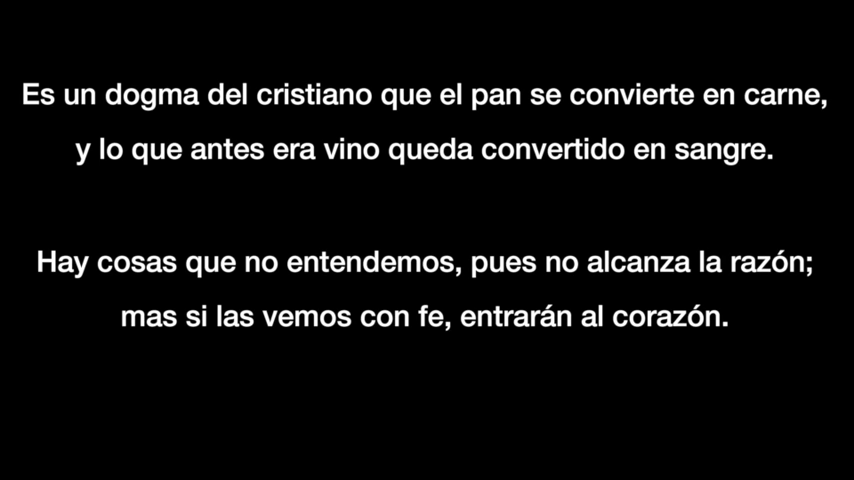 Es un dogma del cristiano que el pan se convierte en carne,
y lo que antes era vino queda convertido en sangre.
Hay cosas que no entendemos, pues no alcanza la razón;
mas si las vemos con fe, entrarán al corazón.